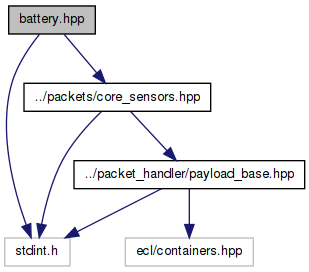 battery.hpp
../packets/core_sensors.hpp
../packet_handler/payload_base.hpp
stdint.h
ecl/containers.hpp